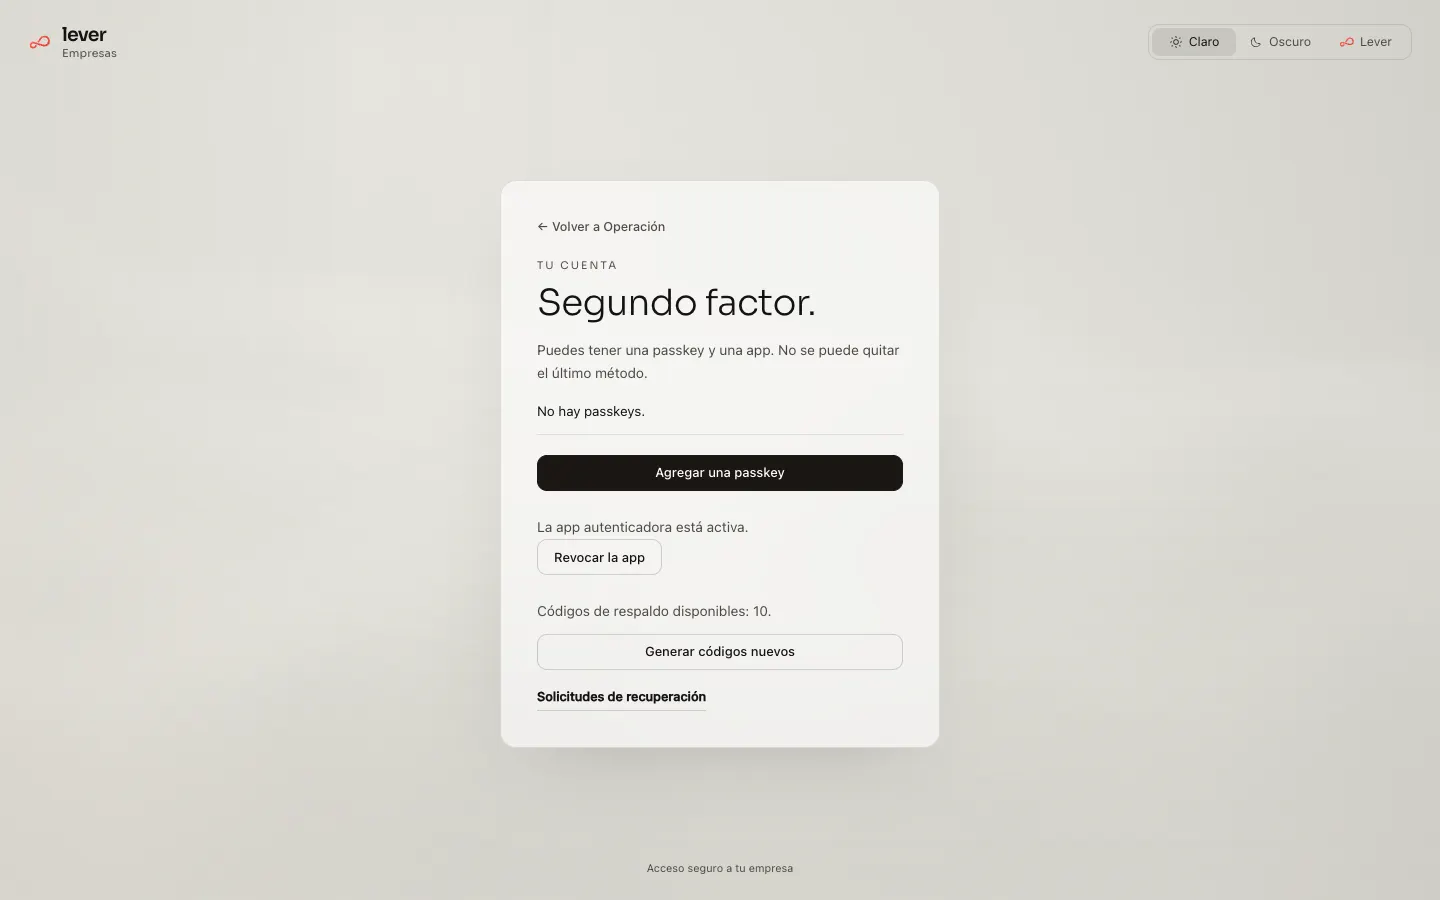 lever
Empresas
Claro
Oscuro
Lever
← Volver a Operación
TU CUENTA
Segundo factor.
Puedes tener una passkey y una app. No se puede quitar
el último método.
No hay passkeys.
Agregar una passkey
La app autenticadora está activa.
Revocar la app
Códigos de respaldo disponibles: 10.
Generar códigos nuevos
Solicitudes de recuperación
Acceso seguro a tu empresa